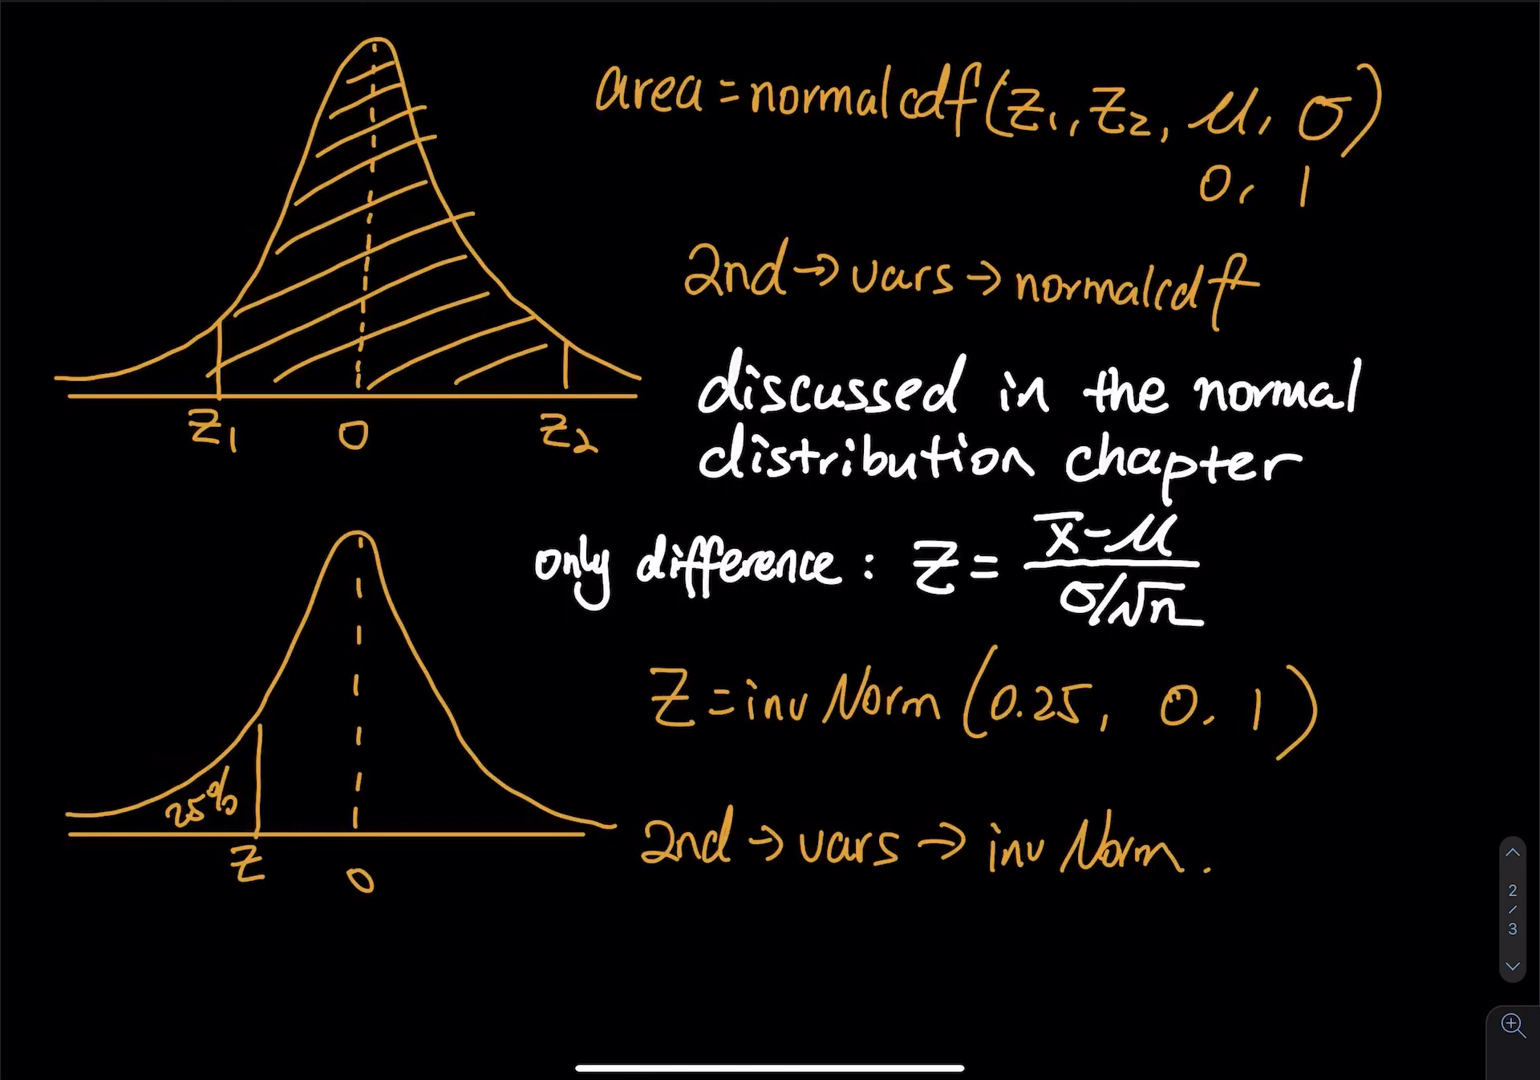 area = normalcdf(z₁, z₂, μ, σ)
0, 1
2nd → vars → normalcdf
z₁ 0 z₂
discussed in the normal
distribution chapter
only difference : z = (x̄-μ)/(σ/√n)
z = invNorm (0.25, 0, 1)
25%
2nd → vars → invNorm.
z 0
2
/
3